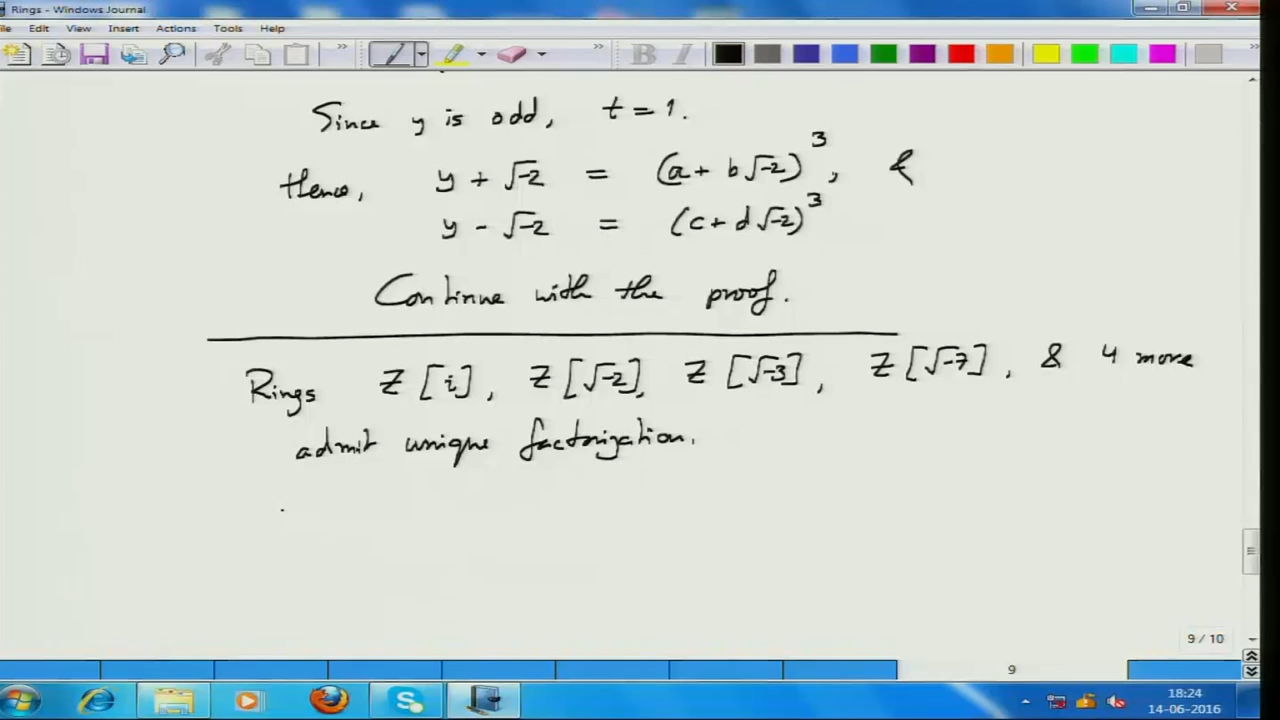 Rings - Windows Journal
File Edit View Insert Actions Tools Help
Since y is odd, t = 1.
Hence, y + √-2 = (a + b√-2)³, &
y - √-2 = (c + d√-2)³
Continue with the proof.
Rings Z[i], Z[√-2], Z[√-3], Z[√-7], & 4 more
admit unique factorization.
9 / 10
9
18:24
14-06-2016